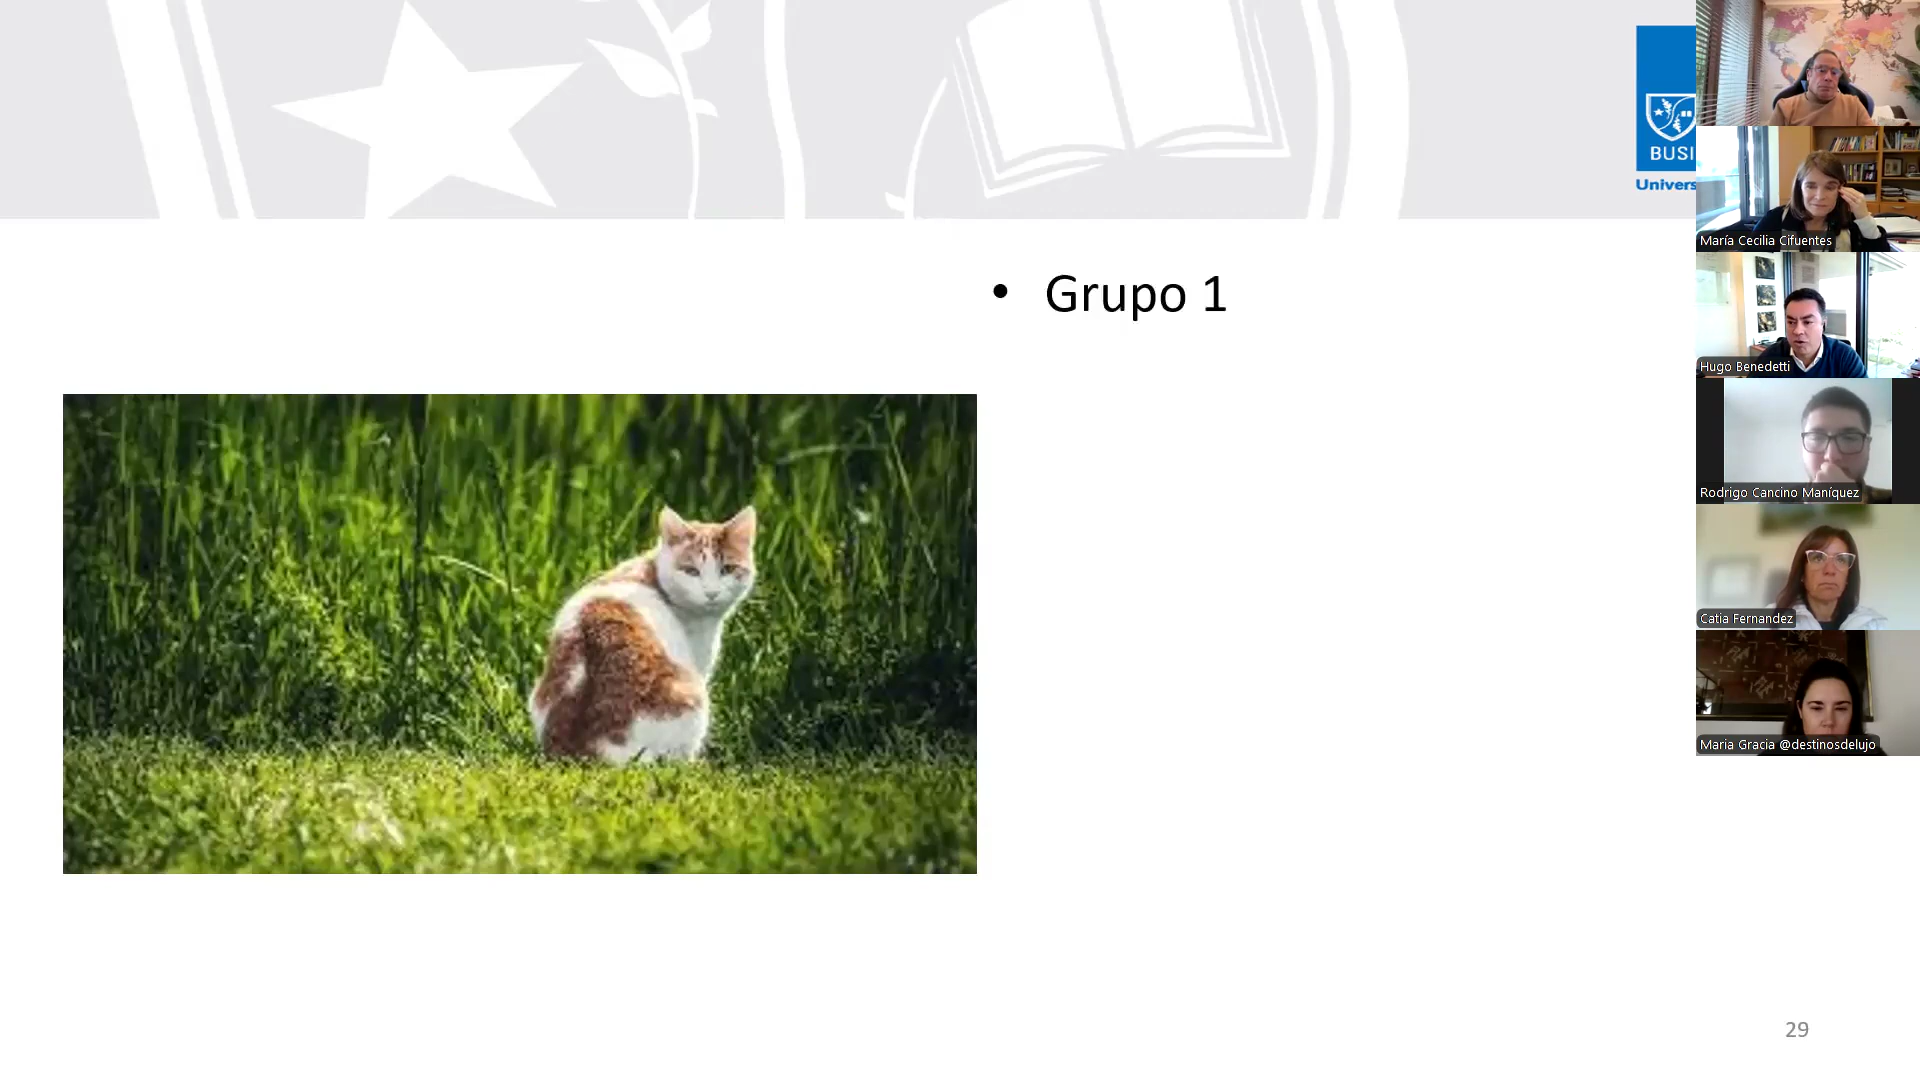 BUSI
Univers
• Grupo 1
María Cecilia Cifuentes
Hugo Benedetti
Rodrigo Cancino Maníquez
Catia Fernandez
Maria Gracia @destinosdelujo
29